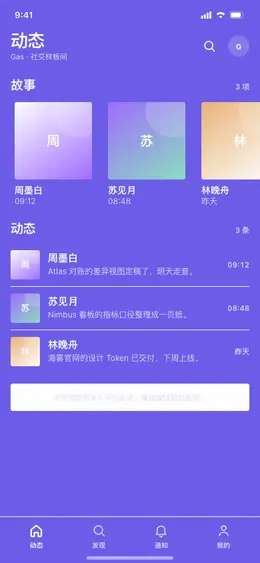 9:41
动态
Gas · 社交样板间
G
故事
3 项
周
苏
林
周墨白
苏见月
林晚舟
09:12
08:48
昨天
动态
3 条
周
周墨白
Atlas 对账的差异视图定稿了，明天走查。
09:12
苏
苏见月
Nimbus 看板的指标口径整理成一页纸。
08:48
林
林晚舟
海雾官网的设计 Token 已交付，下周上线。
昨天
动态
发现
通知
我的